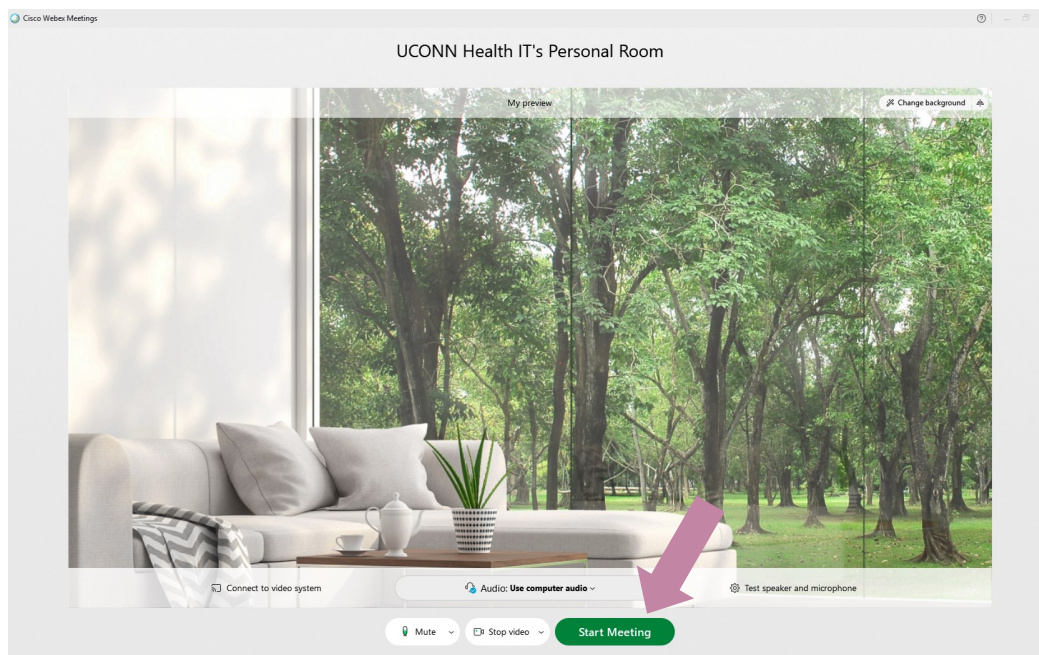 Cisco Webex Meetings
UCONN Health IT's Personal Room
My preview
Change background
Connect to video system
Audio: Use computer audio
Test speaker and microphone
Mute
Stop video
Start Meeting